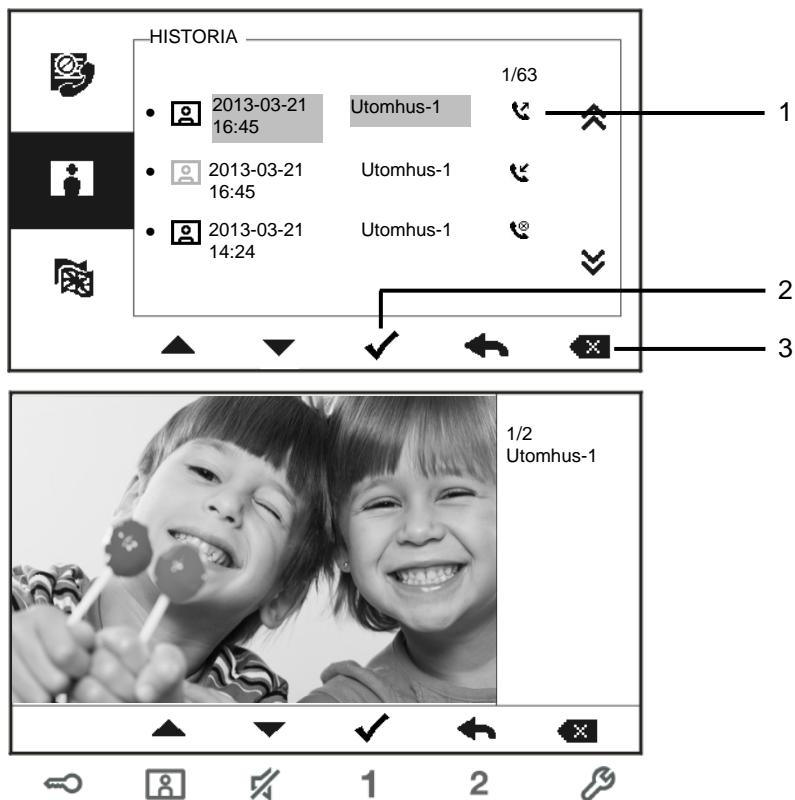 HISTORIA
1/63
2013-03-21 Utomhus-1 1
16:45
2013-03-21 Utomhus-1
16:45
2013-03-21 Utomhus-1
14:24
2
3
1/2
Utomhus-1
1 2